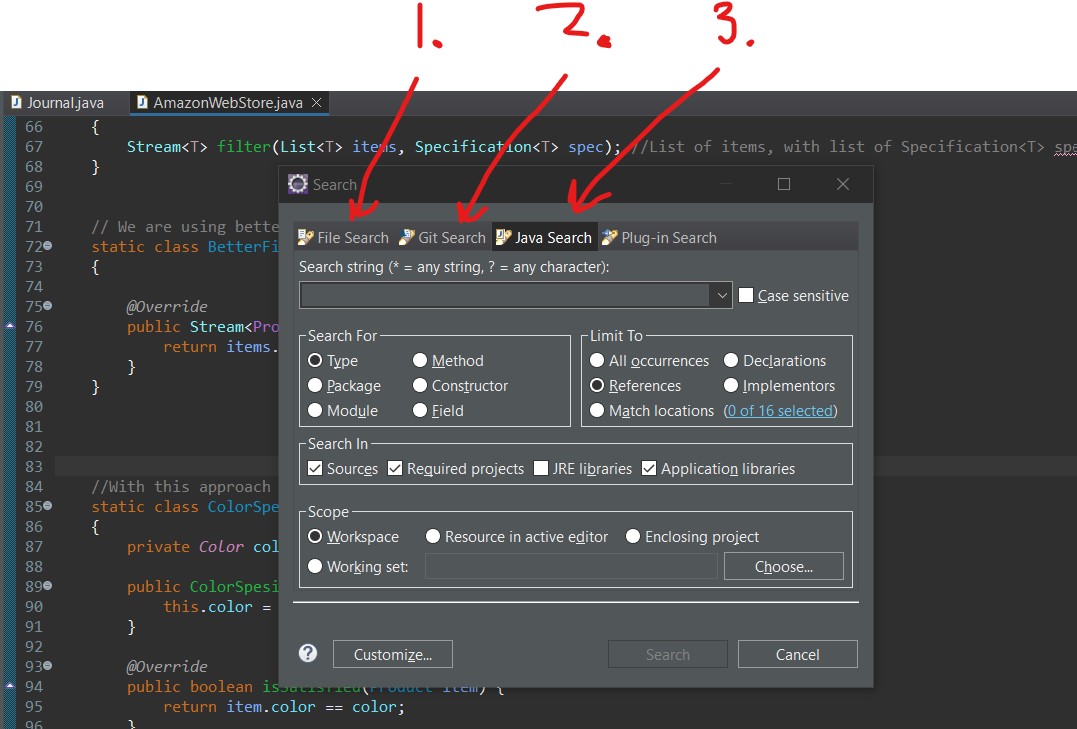 1. 2. 3.
Journal.java AmazonWebStore.java
66 {
67 Stream<T> filter(List<T> items, Specification<T> spec); //List of items, with list of Specification<T> spe
68 }
Search
69
70
71 // We are using bette
File Search Git Search Java Search Plug-in Search
72 static class BetterFi
73 {
Search string (* = any string, ? = any character):
74
Case sensitive
75 @Override
76 public Stream<Pro
77 return items.
78 }
79 }
80
81
82
83
Search For
Type Method
Package Constructor
Module Field
Limit To
All occurrences Declarations
References Implementors
Match locations (0 of 16 selected)
Search In
Sources Required projects JRE libraries Application libraries
84 //With this approach
85 static class ColorSpe
86 {
87 private Color col
88
89 public ColorSpesi
90 this.color =
91 }
92
Scope
Workspace Resource in active editor Enclosing project
Working set: Choose...
? Customize... Search Cancel
93 @Override
94 public boolean isSatisfied(Product item) {
95 return item.color == color;
96 }